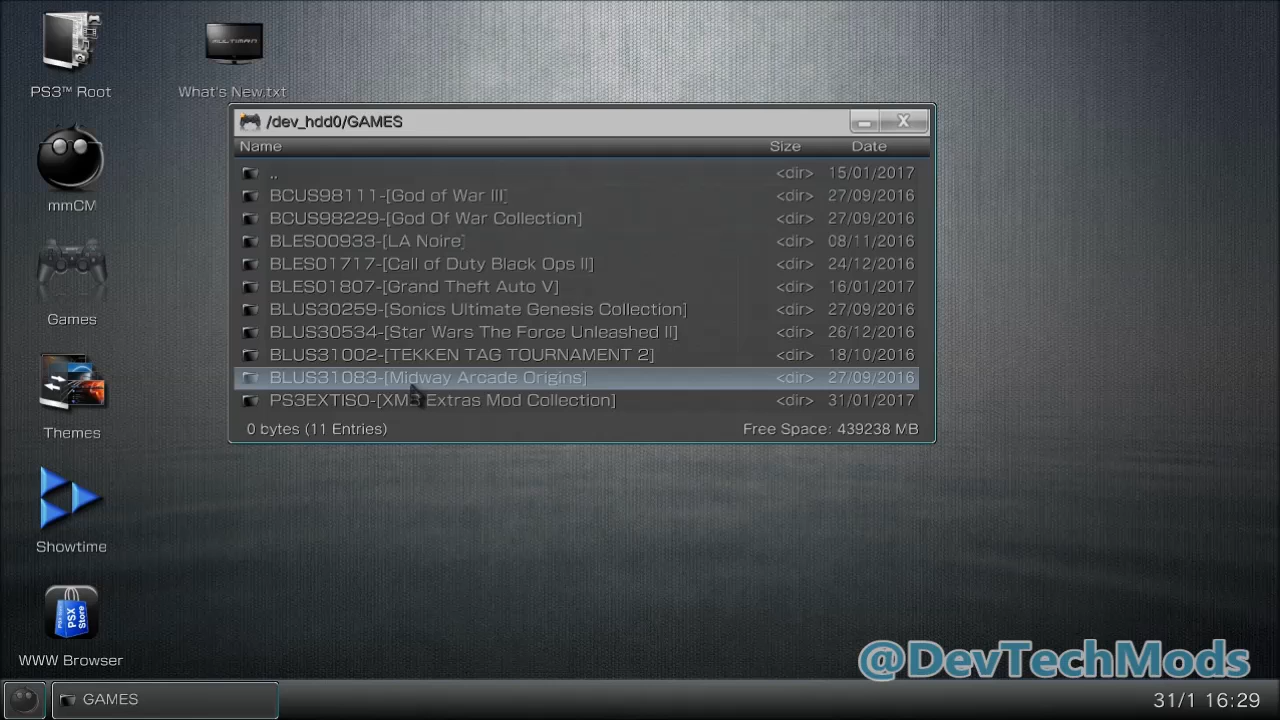 PS3™ Root
What's New.txt
MULTIMAN
mmCM
Games
Themes
Showtime
PSX Store
WWW Browser
/dev_hdd0/GAMES
X
Name Size Date
.. <dir> 15/01/2017
BCUS98111-[God of War III] <dir> 27/09/2016
BCUS98229-[God Of War Collection] <dir> 27/09/2016
BLES00933-[LA Noire] <dir> 08/11/2016
BLES01717-[Call of Duty Black Ops II] <dir> 24/12/2016
BLES01807-[Grand Theft Auto V] <dir> 16/01/2017
BLUS30259-[Sonics Ultimate Genesis Collection] <dir> 27/09/2016
BLUS30534-[Star Wars The Force Unleashed II] <dir> 26/12/2016
BLUS31002-[TEKKEN TAG TOURNAMENT 2] <dir> 18/10/2016
BLUS31083-[Midway Arcade Origins] <dir> 27/09/2016
PS3EXTISO-[XMB Extras Mod Collection] <dir> 31/01/2017
0 bytes (11 Entries) Free Space: 439238 MB
@DevTechMods
GAMES
31/1 16:29